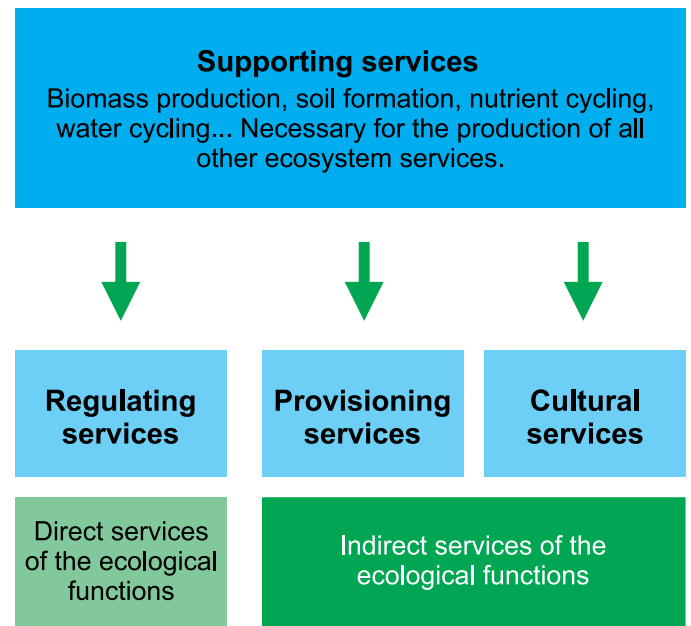 Supporting services
Biomass production, soil formation, nutrient cycling,
water cycling... Necessary for the production of all
other ecosystem services.
Regulating
services
Provisioning
services
Cultural
services
Direct services
of the ecological
functions
Indirect services of the
ecological functions